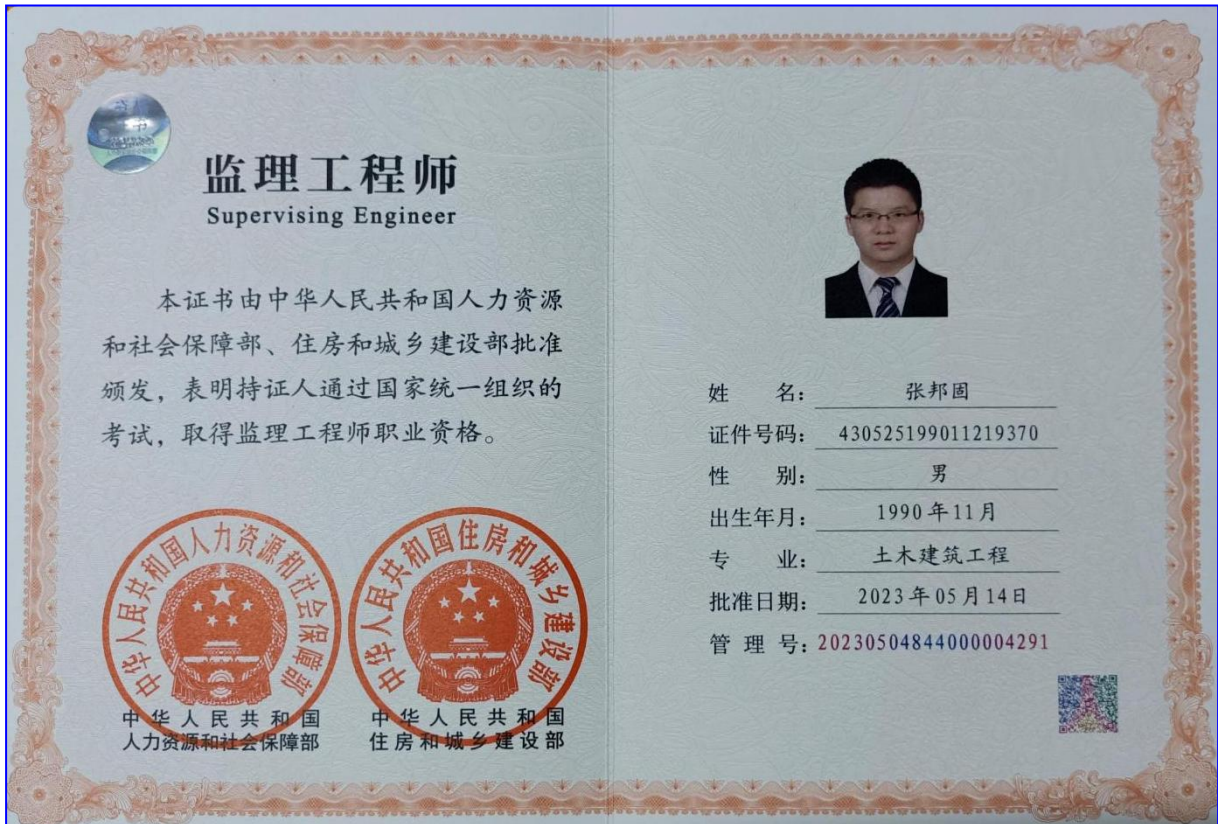 监理工程师
Supervising Engineer
本证书由中华人民共和国人力资源
和社会保障部、住房和城乡建设部批准
颁发，表明持证人通过国家统一组织的
考试，取得监理工程师职业资格。
中华人民共和国人力资源和社会保障部
中华人民共和国住房和城乡建设部
中华人民共和国
人力资源和社会保障部
中华人民共和国
住房和城乡建设部
姓 名： 张邦固
证件号码： 430525199011219370
性 别： 男
出生年月： 1990年11月
专 业： 土木建筑工程
批准日期： 2023年05月14日
管 理 号：20230504844000004291